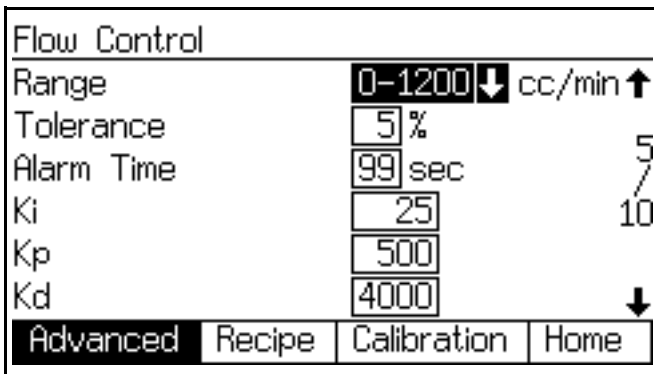 Flow Control
Range 0-1200 cc/min
Tolerance 5 %
Alarm Time 99 sec
Ki 25
Kp 500
Kd 4000
5
/
10
Advanced Recipe Calibration Home